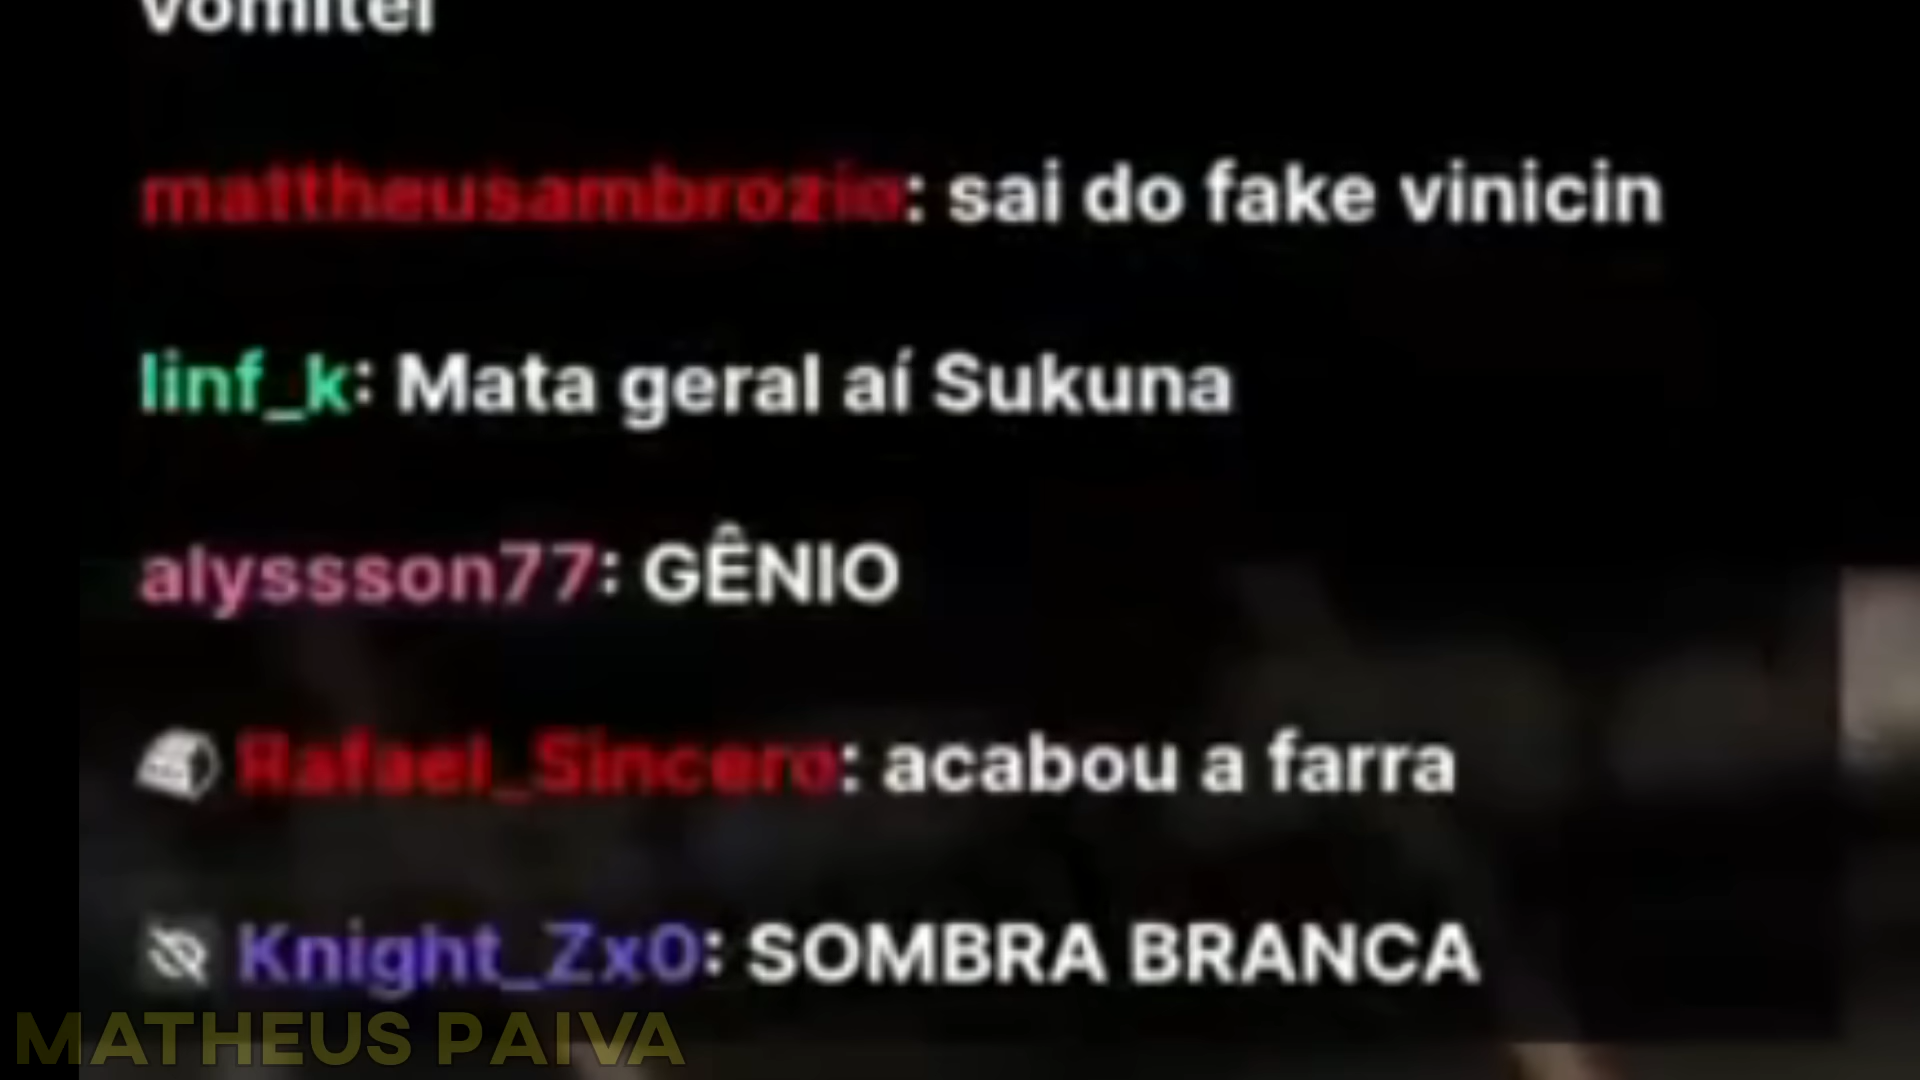 vomitei
mattheusambrozio: sai do fake vinicin
linf_k: Mata geral aí Sukuna
alyssson77: GÊNIO
Rafael_Sincero: acabou a farra
Knight_Zx0: SOMBRA BRANCA
MATHEUS PAIVA